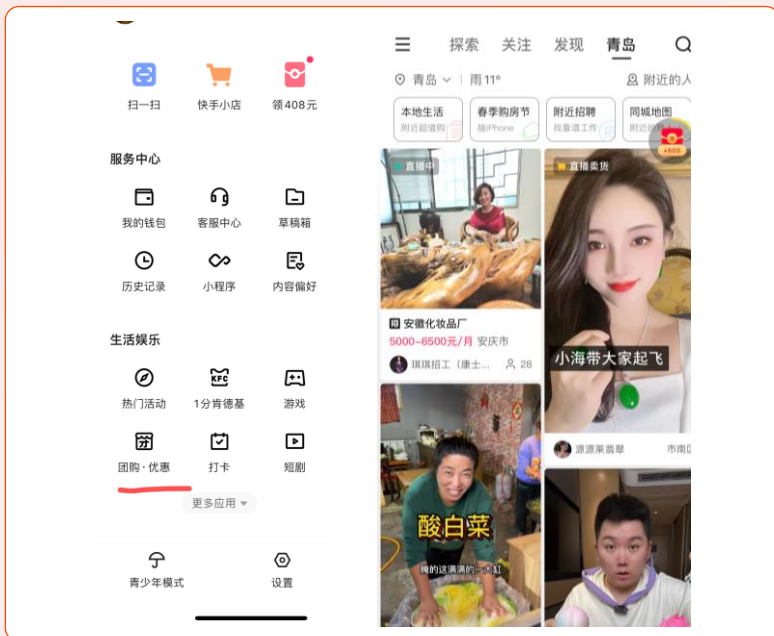 扫一扫
快手小店
领408元
服务中心
我的钱包
客服中心
草稿箱
历史记录
小程序
内容偏好
生活娱乐
KFC
热门活动
1分肯德基
游戏
团
团购·优惠
打卡
短剧
更多应用
青少年模式
设置
探索 关注 发现 青岛
青岛 雨11° 附近的人
本地生活
附近超值购
春季购房节
抽iPhone
附近招聘
找靠谱工作
同城地图
+600
直播中
安徽化妆品厂
5000-6500元/月 安庆市
琪琪招工（康士... 28
直播卖货
小海带大家起飞
源源莱翡翠
酸白菜
腌的这满满的一大缸